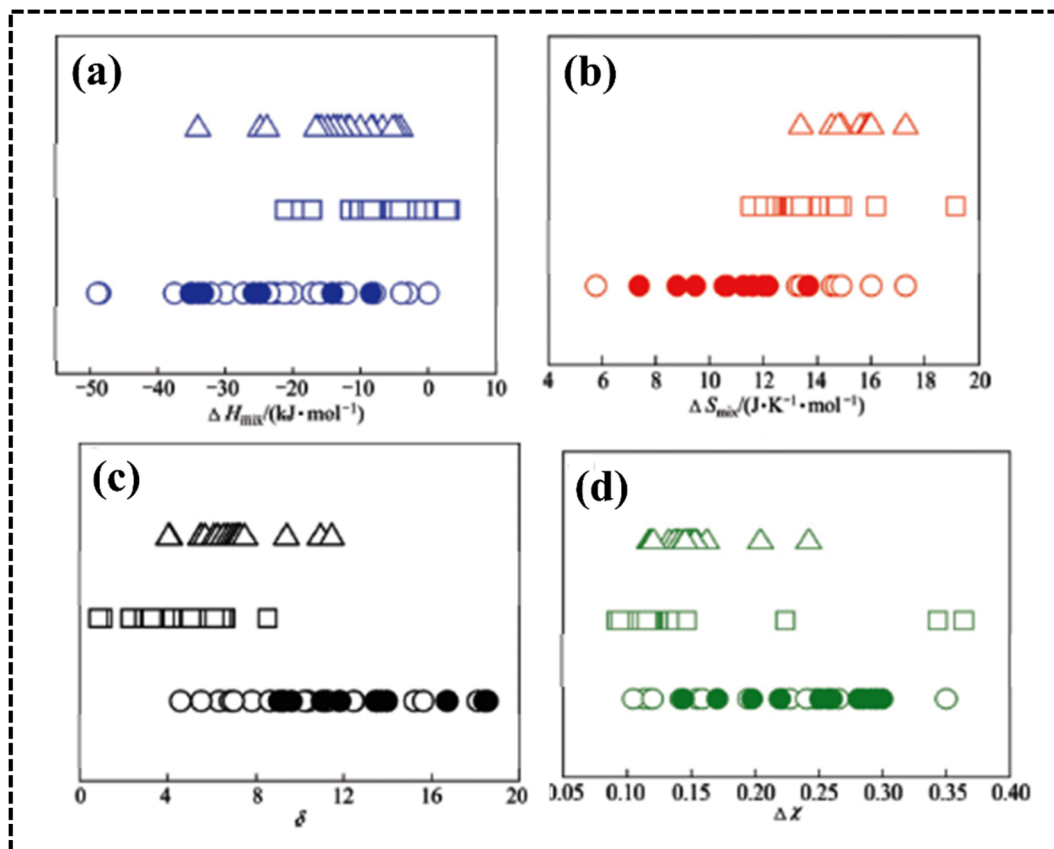 (a)
−50 −40 −30 −20 −10 0 10
Δ H_mix/(kJ·mol⁻¹)
(b)
4 6 8 10 12 14 16 18 20
Δ S_mix/(J·K⁻¹·mol⁻¹)
(c)
0 4 8 12 16 20
δ
(d)
0.05 0.10 0.15 0.20 0.25 0.30 0.35 0.40
Δ χ